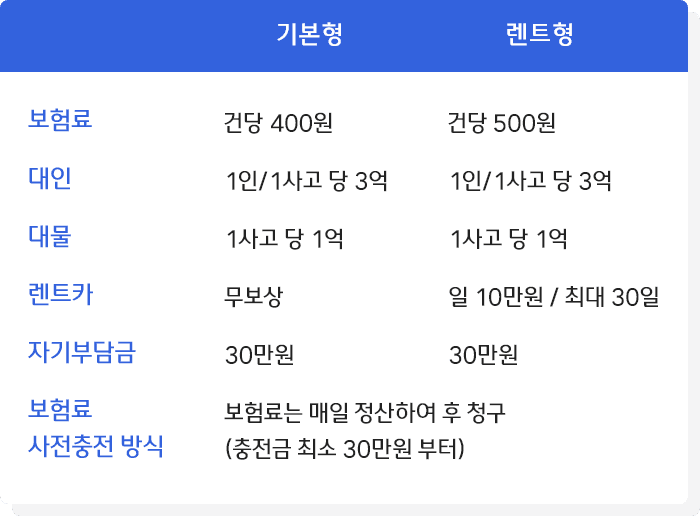 기본형 렌트형
보험료 건당 400원 건당 500원
대인 1인/1사고 당 3억 1인/1사고 당 3억
대물 1사고 당 1억 1사고 당 1억
렌트카 무보상 일 10만원 / 최대 30일
자기부담금 30만원 30만원
보험료 보험료는 매일 정산하여 후 청구
사전충전 방식 (충전금 최소 30만원 부터)